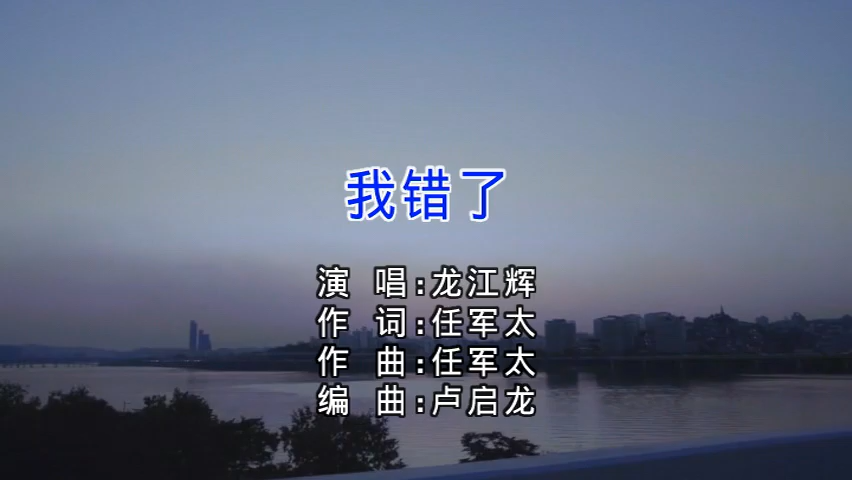 我错了
演 唱:龙江辉
作 词:任军太
作 曲:任军太
编 曲:卢启龙